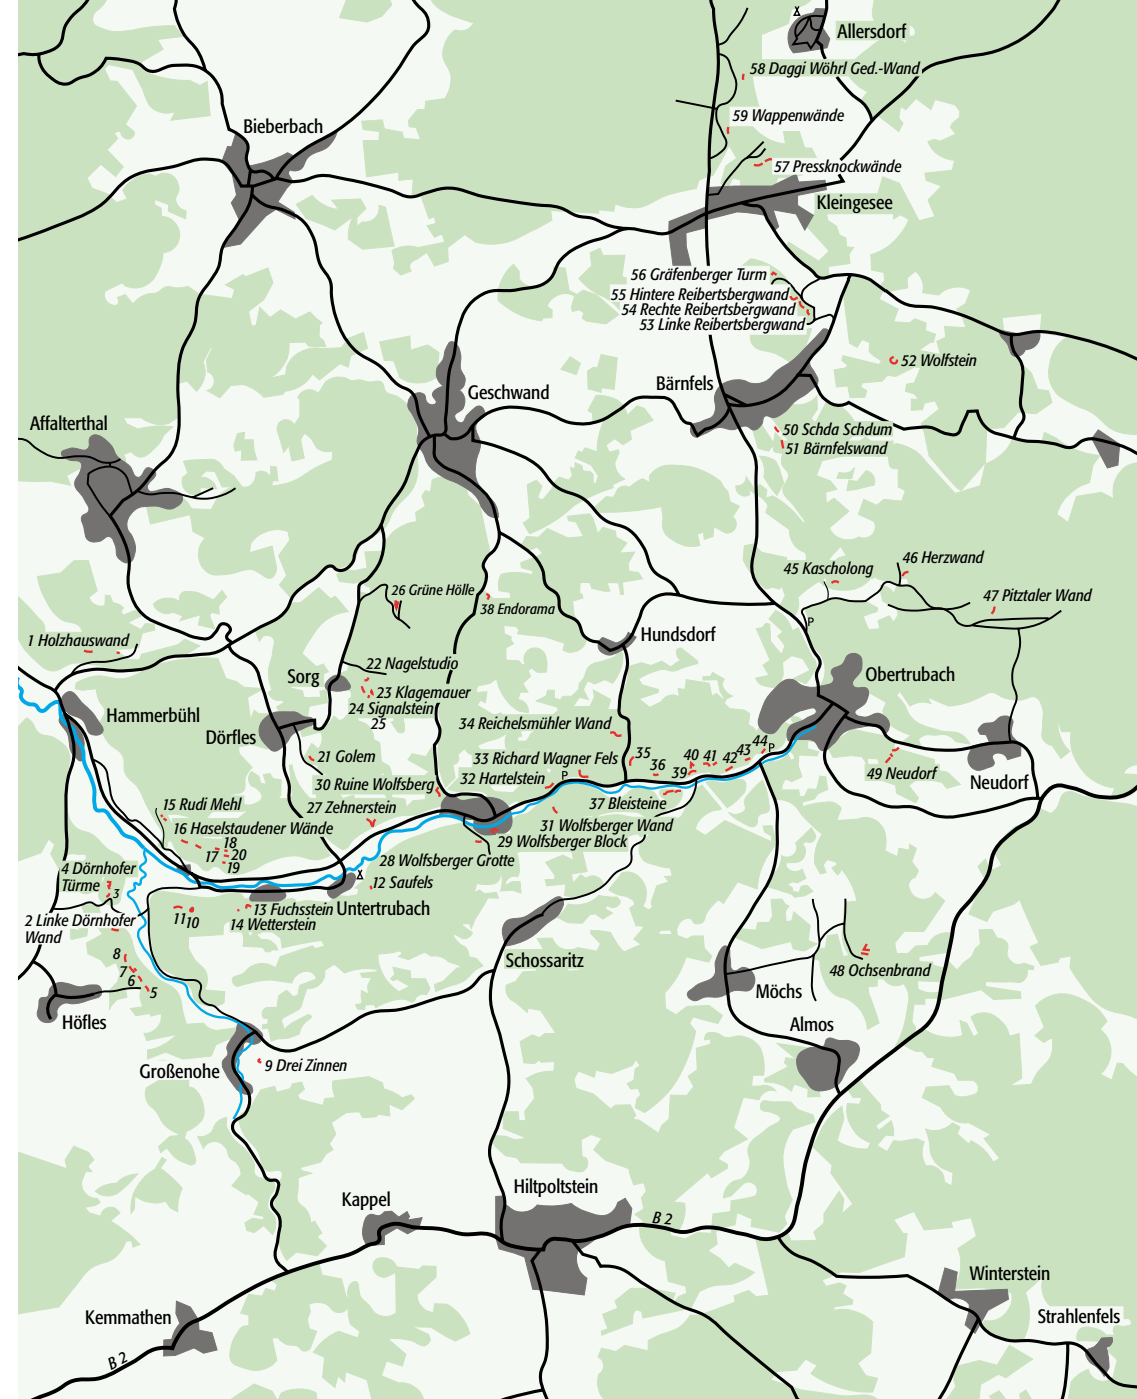 Allersdorf
58 Daggi Wöhrl Ged.-Wand
59 Wappenwände
Bieberbach
57 Pressknockwände
Kleingesee
56 Gräfenberger Turm
55 Hintere Reibertsbergwand
54 Rechte Reibertsbergwand
53 Linke Reibertsbergwand
52 Wolfstein
Bärnfels
Geschwand
Affalterthal
50 Schda Schdum
51 Bärnfelswand
46 Herzwand
45 Kascholong
26 Grüne Hölle
47 Pitztaler Wand
38 Endorama
P
1 Holzhauswand
Hundsdorf
22 Nagelstudio
Sorg
Obertrubach
23 Klagemauer
24 Signalstein
25
Hammerbühl
34 Reichelsmühler Wand
Dörfles
21 Golem
33 Richard Wagner Fels
35
36
39
40
41
42
43
44
P
49 Neudorf
Neudorf
32 Hartelstein
P
30 Ruine Wolfsberg
15 Rudi Mehl
27 Zehnerstein
37 Bleisteine
16 Haselstaudener Wände
31 Wolfsberger Wand
18
17
20
19
29 Wolfsberger Block
28 Wolfsberger Grotte
4 Dörnhofer
Türme
3
12 Saufels
2 Linke Dörnhofer
Wand
11
10
13 Fuchsstein
Untertrubach
14 Wetterstein
8
7
6
5
Schossaritz
48 Ochsenbrand
Möchs
Höfles
Almos
Großenohe
9 Drei Zinnen
Kappel
Hiltpoltstein
B 2
Winterstein
Kemmathen
Strahlenfels
B 2